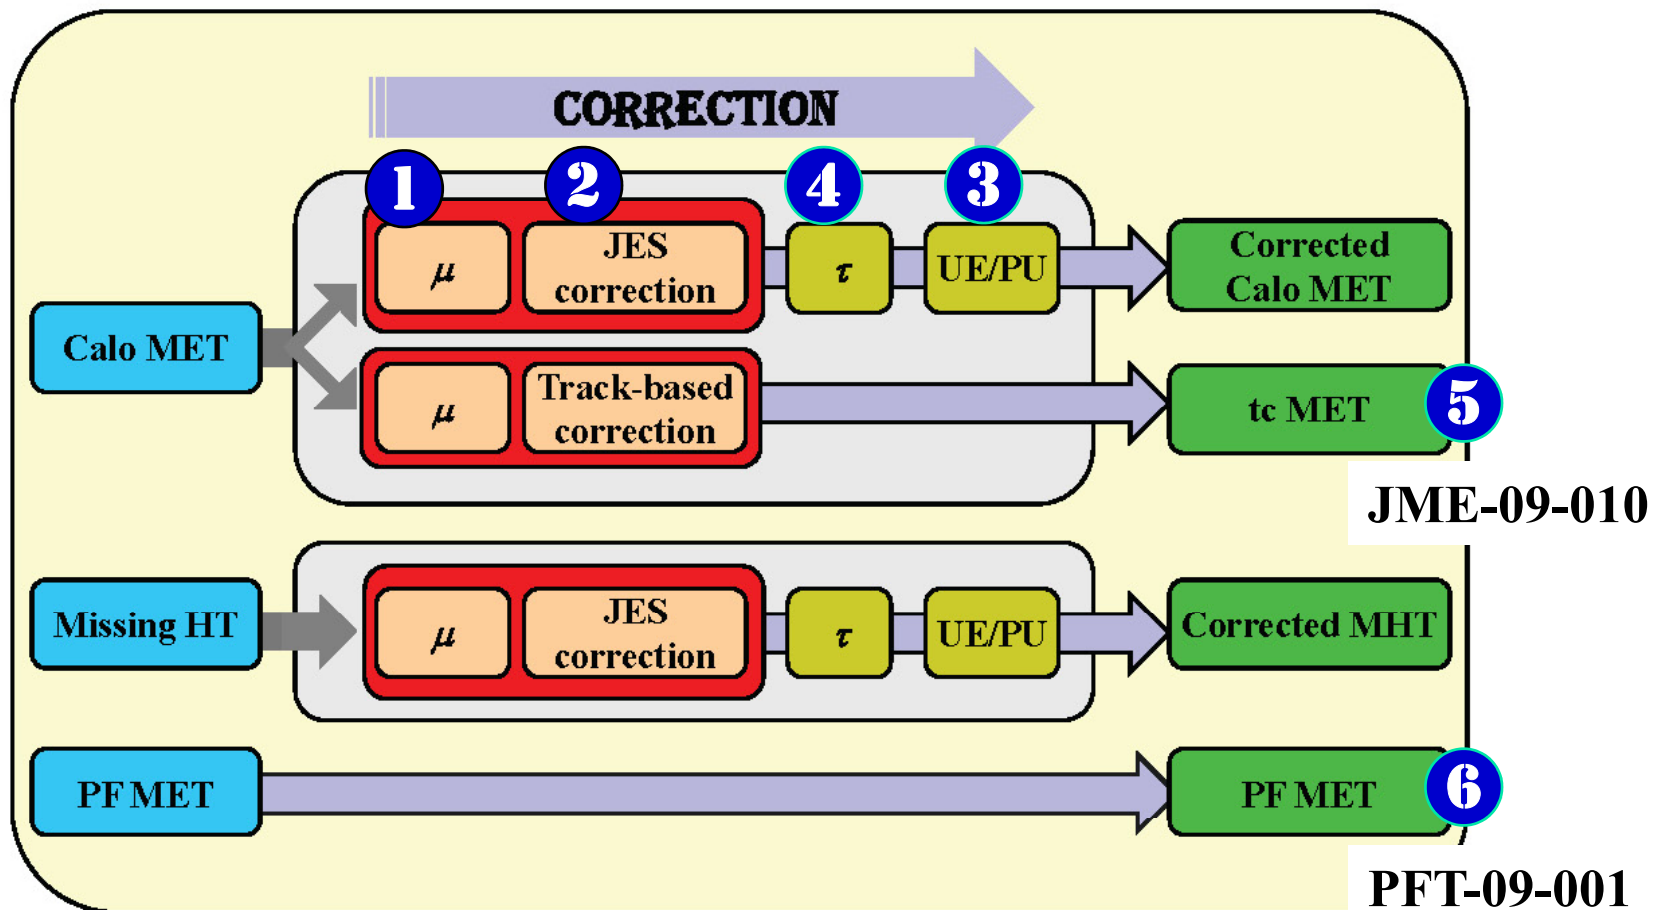 CORRECTION
1 2 4 3
μ
JES
correction
τ
UE/PU
Corrected
Calo MET
Calo MET
μ
Track-based
correction
tc MET
5
JME-09-010
Missing HT
μ
JES
correction
τ
UE/PU
Corrected MHT
PF MET
PF MET
6
PFT-09-001